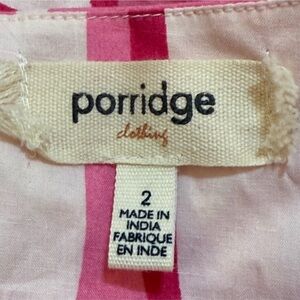 porridge
clothing
2
MADE IN
INDIA
FABRIQUE
EN INDE